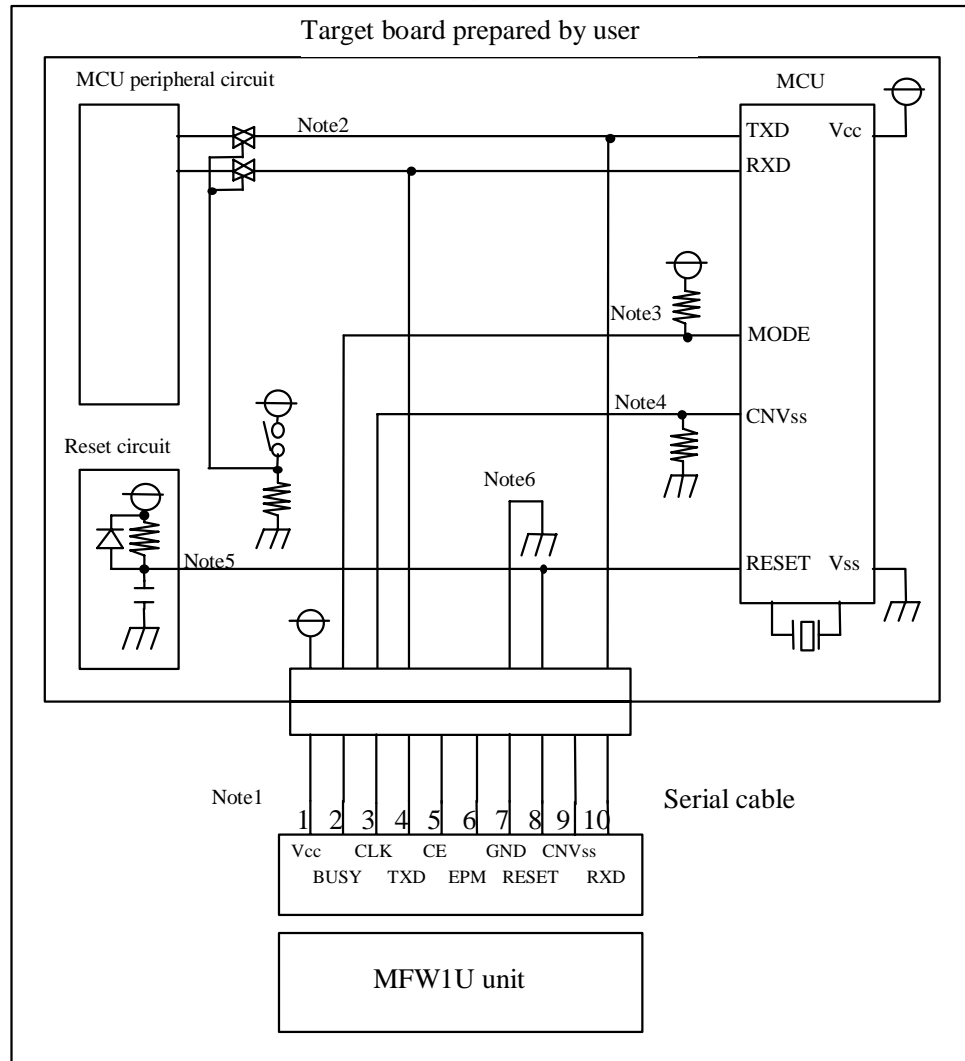 Target board prepared by user
MCU peripheral circuit
MCU
Note2
TXD
Vcc
RXD
Note3
MODE
Note4
CNVss
Reset circuit
Note6
Note5
RESET
Vss
Note1
Serial cable
1 2 3 4 5 6 7 8 9 10
Vcc CLK CE GND CNVss
BUSY TXD EPM RESET RXD
MFW1U unit